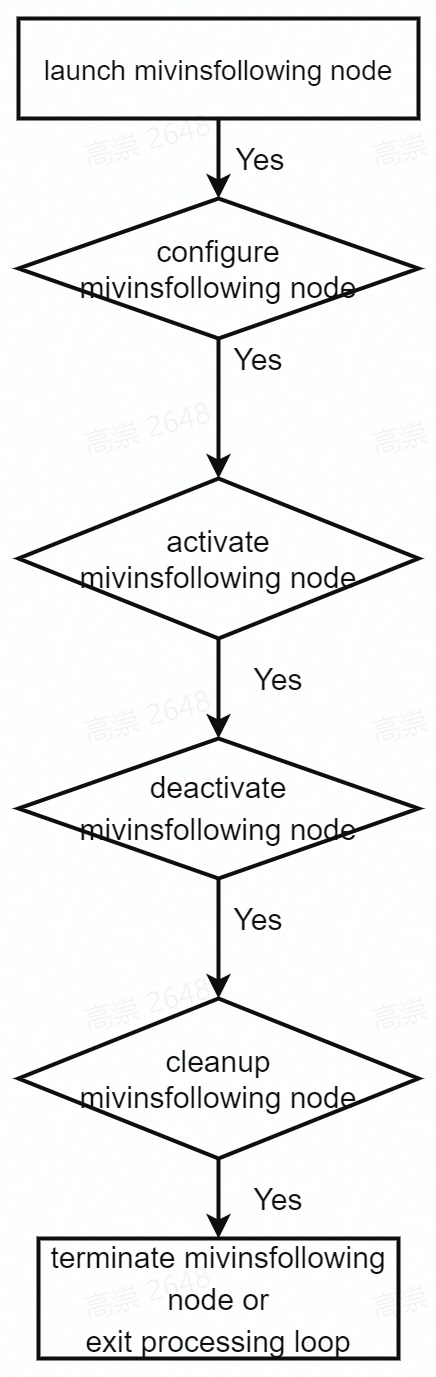 launch mivinsfollowing node
Yes
configure
mivinsfollowing node
Yes
activate
mivinsfollowing node
Yes
deactivate
mivinsfollowing node
Yes
cleanup
mivinsfollowing node
Yes
terminate mivinsfollowing
node or
exit processing loop
高崇 2648
高崇
高崇 2648
高崇
高崇 2648
高崇
高崇 2648
高崇
高崇 2648
高崇